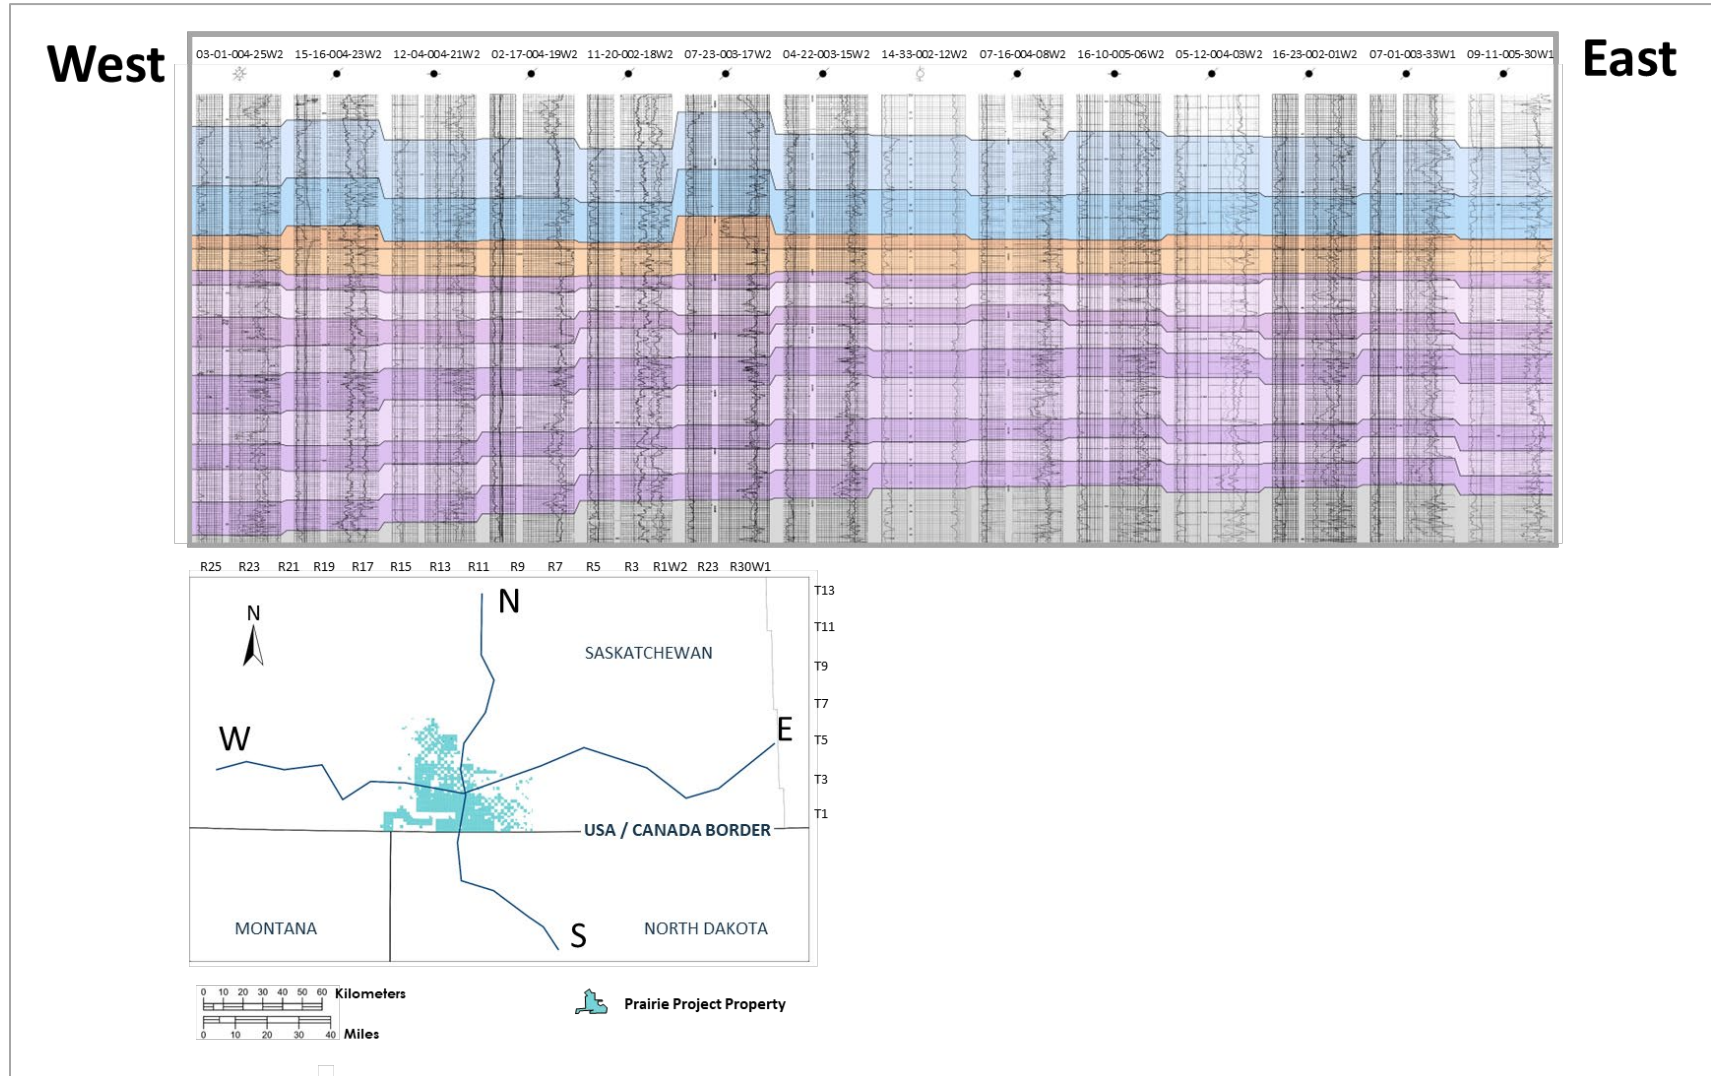 West
East
03-01-004-25W2 15-16-004-23W2 12-04-004-21W2 02-17-004-19W2 11-20-002-18W2 07-23-003-17W2 04-22-003-15W2 14-33-002-12W2 07-16-004-08W2 16-10-005-06W2 05-12-004-03W2 16-23-002-01W2 07-01-003-33W1 09-11-005-30W1
R25 R23 R21 R19 R17 R15 R13 R11 R9 R7 R5 R3 R1W2 R23 R30W1
T13
N
N
T11
SASKATCHEWAN
T9
T7
W
E
T5
T3
T1
USA / CANADA BORDER
MONTANA
S
NORTH DAKOTA
0 10 20 30 40 50 60 Kilometers
0 10 20 30 40 Miles
Prairie Project Property